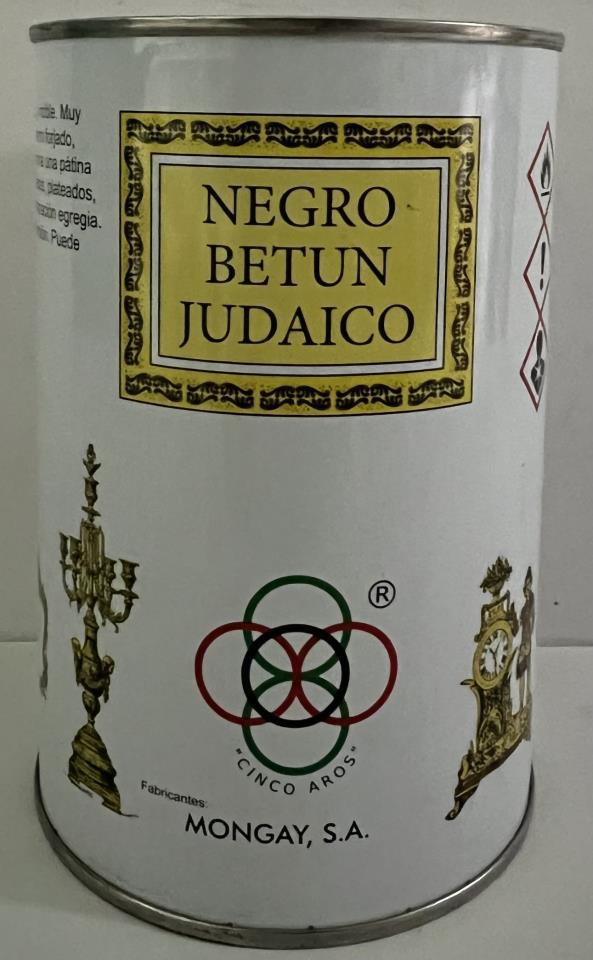 Muy
forjado,
una pátina
plateados,
egregia.
Puede
NEGRO
BETUN
JUDAICO
®
"CINCO AROS"
Fabricantes:
MONGAY, S.A.